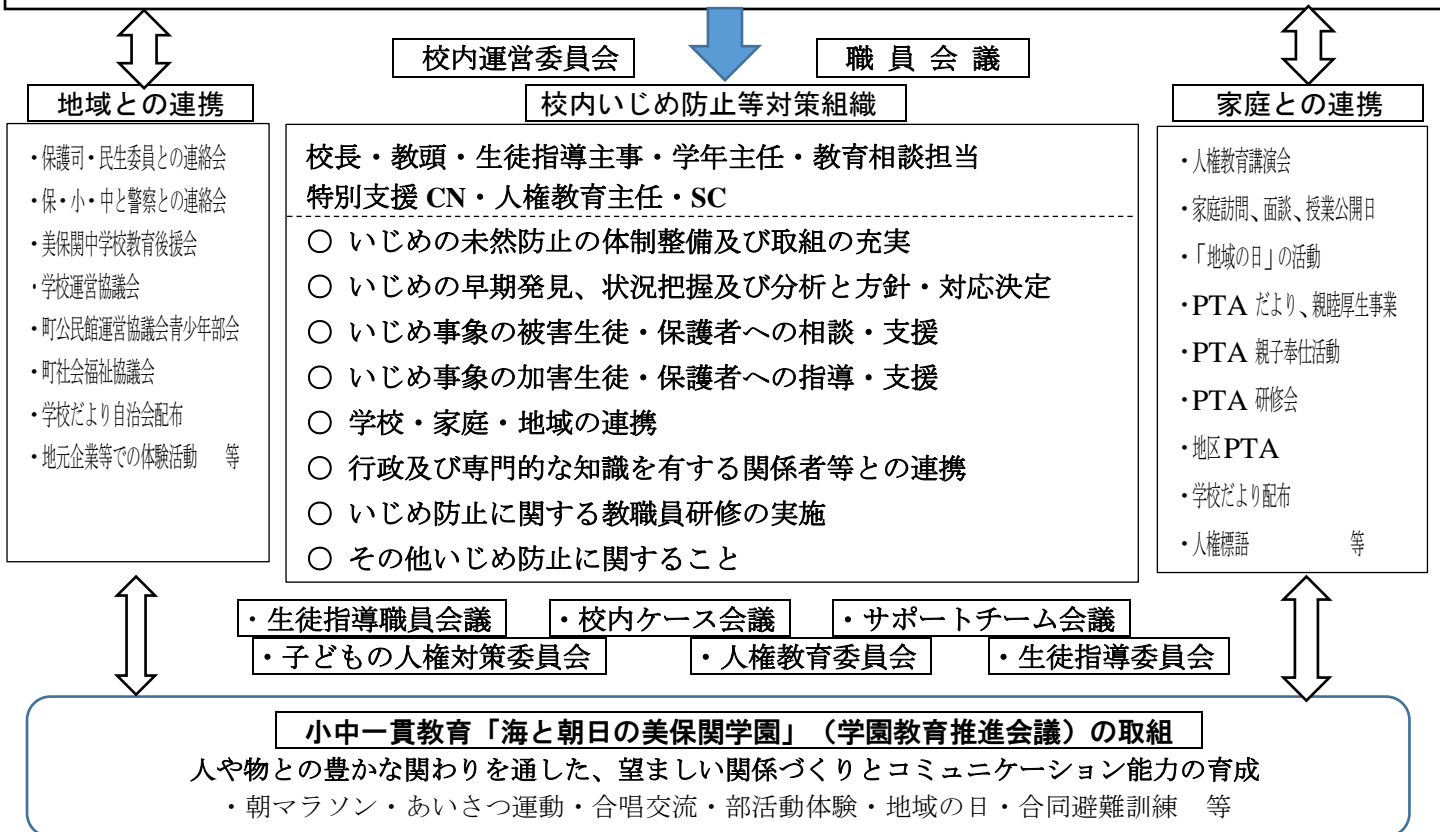 校内運営委員会
職 員 会 議
地域との連携
・保護司・民生委員との連絡会
・保・小・中と警察との連絡会
・美保関中学校教育後援会
・学校運営協議会
・町公民館運営協議会青少年部会
・町社会福祉協議会
・学校だより自治会配布
・地元企業等での体験活動 等
校内いじめ防止等対策組織
校長・教頭・生徒指導主事・学年主任・教育相談担当
特別支援 CN・人権教育主任・SC
○ いじめの未然防止の体制整備及び取組の充実
○ いじめの早期発見、状況把握及び分析と方針・対応決定
○ いじめ事象の被害生徒・保護者への相談・支援
○ いじめ事象の加害生徒・保護者への指導・支援
○ 学校・家庭・地域の連携
○ 行政及び専門的な知識を有する関係者等との連携
○ いじめ防止に関する教職員研修の実施
○ その他いじめ防止に関すること
家庭との連携
・人権教育講演会
・家庭訪問、面談、授業公開日
・「地域の日」の活動
・PTA だより、親睦厚生事業
・PTA 親子奉仕活動
・PTA 研修会
・地区 PTA
・学校だより配布
・人権標語 等
・生徒指導職員会議
・校内ケース会議
・サポートチーム会議
・子どもの人権対策委員会
・人権教育委員会
・生徒指導委員会
小中一貫教育「海と朝日の美保関学園」（学園教育推進会議）の取組
人や物との豊かな関わりを通した、望ましい関係づくりとコミュニケーション能力の育成
・朝マラソン・あいさつ運動・合唱交流・部活動体験・地域の日・合同避難訓練 等